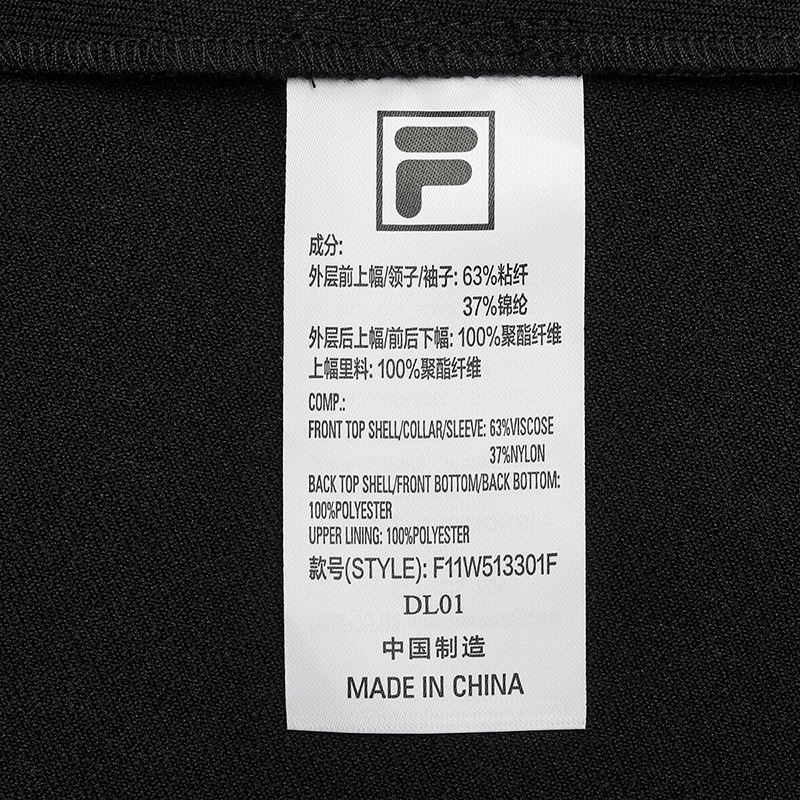 F
成分:
外层前上幅/领子/袖子: 63%粘纤
37%锦纶
外层后上幅/前后下幅: 100%聚酯纤维
上幅里料: 100%聚酯纤维
COMP.:
FRONT TOP SHELL/COLLAR/SLEEVE: 63%VISCOSE
37%NYLON
BACK TOP SHELL/FRONT BOTTOM/BACK BOTTOM:
100%POLYESTER
UPPER LINING: 100%POLYESTER
款号(STYLE): F11W513301F
DL01
中国制造
MADE IN CHINA